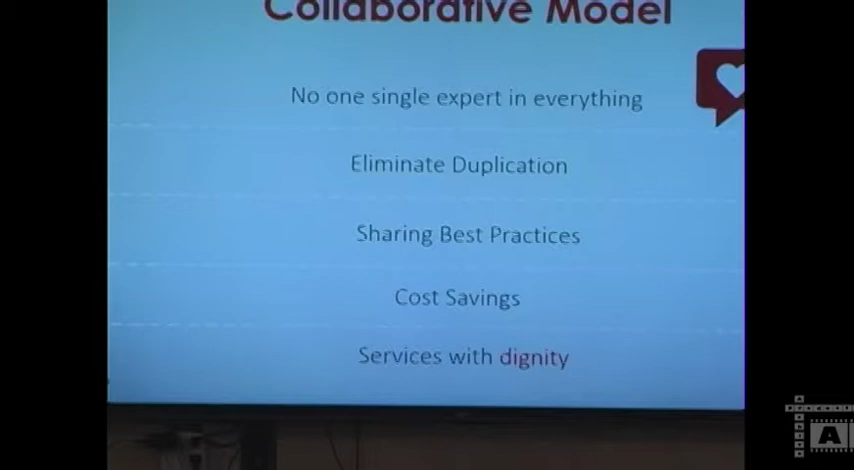 Collaborative Model
No one single expert in everything
Eliminate Duplication
Sharing Best Practices
Cost Savings
Services with dignity
A